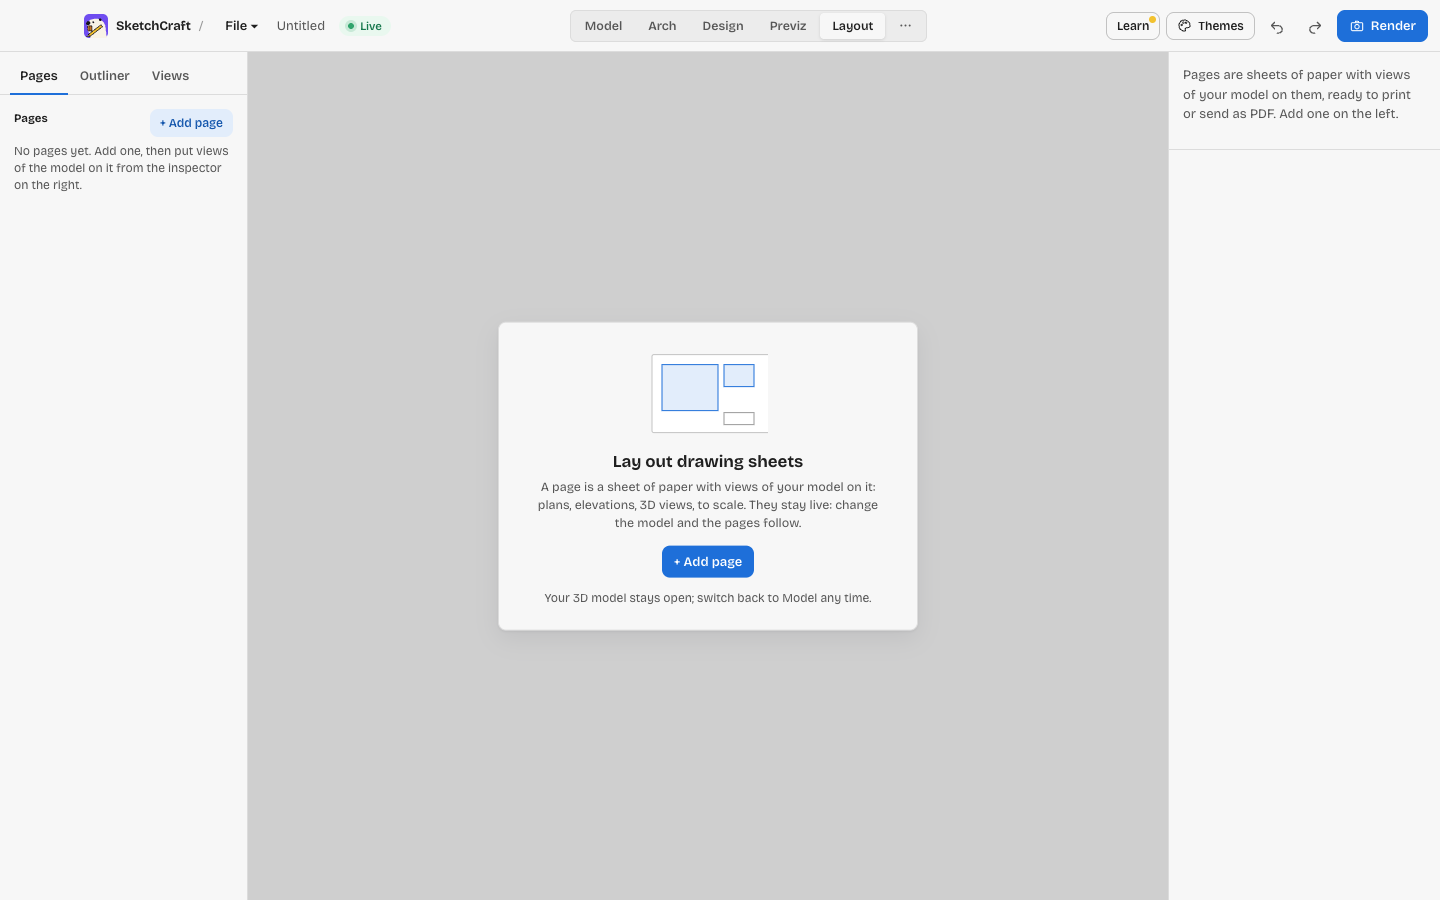 SketchCraft / File Untitled Live
Model Arch Design Previz Layout ···
Learn Themes Render
Pages Outliner Views
Pages + Add page
No pages yet. Add one, then put views
of the model on it from the inspector
on the right.
Lay out drawing sheets
A page is a sheet of paper with views of your model on it:
plans, elevations, 3D views, to scale. They stay live: change
the model and the pages follow.
+ Add page
Your 3D model stays open; switch back to Model any time.
Pages are sheets of paper with views
of your model on them, ready to print
or send as PDF. Add one on the left.